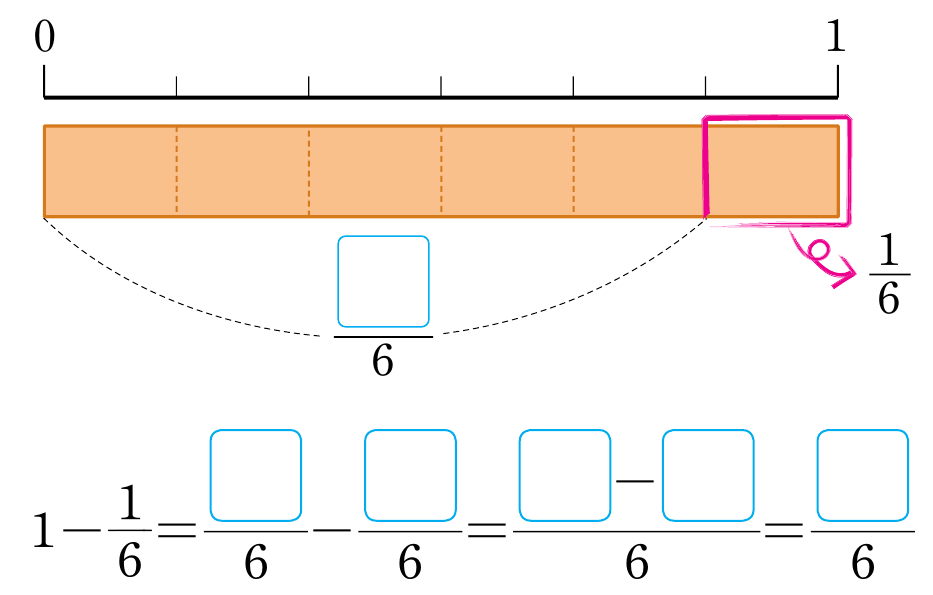 0 1
1/6
□/6
1 − 1/6 = □/6 − □/6 = (□ − □)/6 = □/6